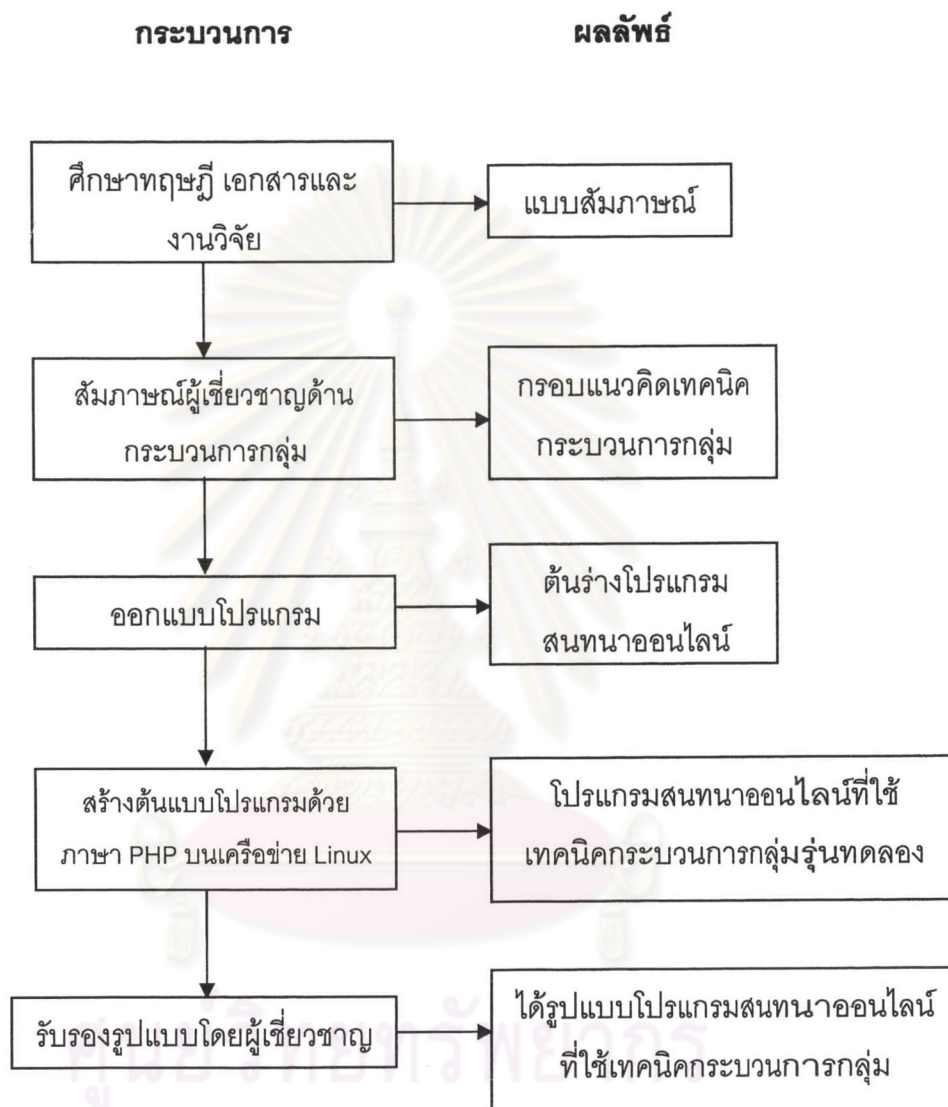 กระบวนการ
ผลลัพธ์
ศึกษาทฤษฎี เอกสารและ
งานวิจัย
แบบสัมภาษณ์
สัมภาษณ์ผู้เชี่ยวชาญด้าน
กระบวนการกลุ่ม
กรอบแนวคิดเทคนิค
กระบวนการกลุ่ม
ออกแบบโปรแกรม
ต้นร่างโปรแกรม
สนทนาออนไลน์
สร้างต้นแบบโปรแกรมด้วย
ภาษา PHP บนเครือข่าย Linux
โปรแกรมสนทนาออนไลน์ที่ใช้
เทคนิคกระบวนการกลุ่มรุ่นทดลอง
รับรองรูปแบบโดยผู้เชี่ยวชาญ
ได้รูปแบบโปรแกรมสนทนาออนไลน์
ที่ใช้เทคนิคกระบวนการกลุ่ม
ศูนย์วิทยทรัพยากร